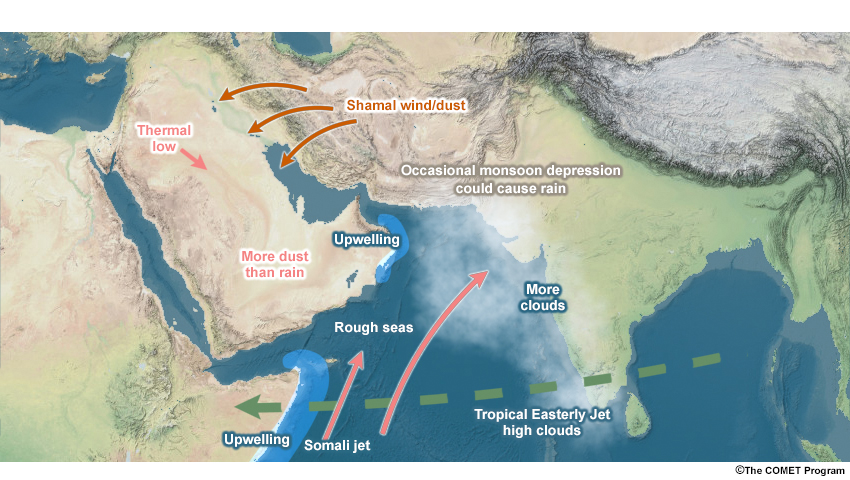 Shamal wind/dust
Thermal
low
Occasional monsoon depression
could cause rain
Upwelling
More dust
than rain
More
clouds
Rough seas
Tropical Easterly Jet
high clouds
Upwelling
Somali jet
©The COMET Program